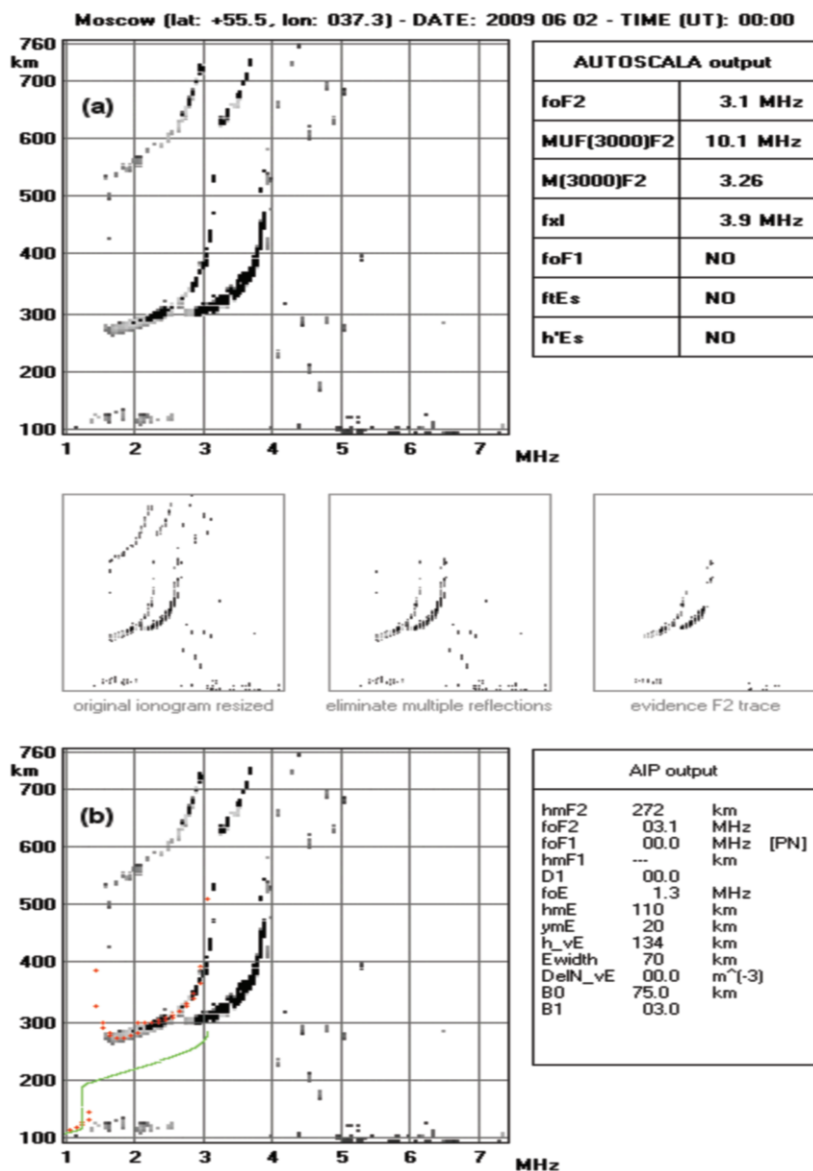 Moscow (lat: +55.5, lon: 037.3) - DATE: 2009 06 02 - TIME (UT): 00:00
760
km
700
600
500
400
300
200
100
(a)
1 2 3 4 5 6 7
MHz
AUTOSCALA output
foF2 3.1 MHz
MUF(3000)F2 10.1 MHz
M(3000)F2 3.26
fxI 3.9 MHz
foF1 NO
ftEs NO
h'Es NO
original ionogram resized
eliminate multiple reflections
evidence F2 trace
760
km
700
600
500
400
300
200
100
(b)
1 2 3 4 5 6 7
MHz
AIP output
hmF2 272 km
foF2 03.1 MHz
foF1 00.0 MHz [PN]
hmF1 --- km
D1 00.0
foE 1.3 MHz
hmE 110 km
ymE 20 km
h_vE 134 km
Ewidth 70 km
DelN_vE 00.0 m^(-3)
B0 75.0 km
B1 03.0